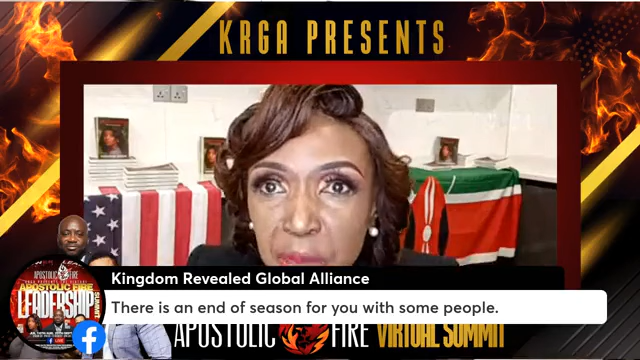 KRGA PRESENTS
APOSTOLIC FIRE
LEADERSHIP
SUMMIT
Kingdom Revealed Global Alliance
There is an end of season for you with some people.
APOSTOLIC FIRE VIRTUAL SUMMIT